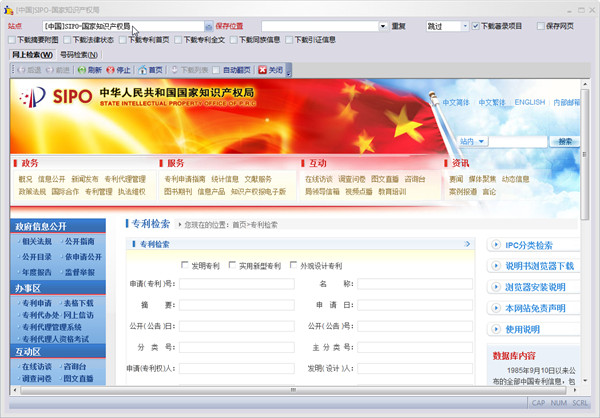 [中国]SIPO-国家知识产权局
站点 [中国]SIPO-国家知识产权局 保存位置 重复 跳过 下载著录项目 保存网页
下载摘要附图 下载法律状态 下载专利首页 下载专利全文 下载同族信息 下载引证信息
网上检索(W) 号码检索(N)
后退 前进 刷新 停止 首页 下载列表 自动翻页 关闭
SIPO 中华人民共和国国家知识产权局
STATE INTELLECTUAL PROPERTY OFFICE OF P.R.C
中文简体 中文繁体 ENGLISH 内部邮箱
站内 搜索
政务 服务 互动 资讯
概况 信息公开 新闻发布 专利代理管理 专利申请指南 统计信息 文献服务 在线访谈 调查问卷 图文直播 咨询台 要闻 媒体聚焦 动态信息
政策法规 国际合作 专利管理 执法维权 图书期刊 信息产品 知识产权报电子版 局领导信箱 视频点播 教育培训 案例报道 言论
政府信息公开
相关法规 公开指南
公开目录 依申请公开
年度报告 监督举报
办事区
专利申请 表格下载
专利代办处 网上信访
专利代理管理系统
专利代理人资格考试
互动区
在线访谈 咨询台
调查问卷 图文直播
专利检索 您现在的位置：首页>专利检索
专利检索
发明专利 实用新型专利 外观设计专利
申请(专利)号: 名 称:
摘 要: 申 请 日:
公开(公告)日: 公开(公告)号:
分 类 号: 主 分 类 号:
申请(专利权)人: 发明(设计)人:
IPC分类检索
说明书浏览器下载
浏览器安装说明
本网站免责声明
使用说明
数据库内容
1985年9月10日以来公
布的全部中国专利信息，包
CAP NUM SCRL